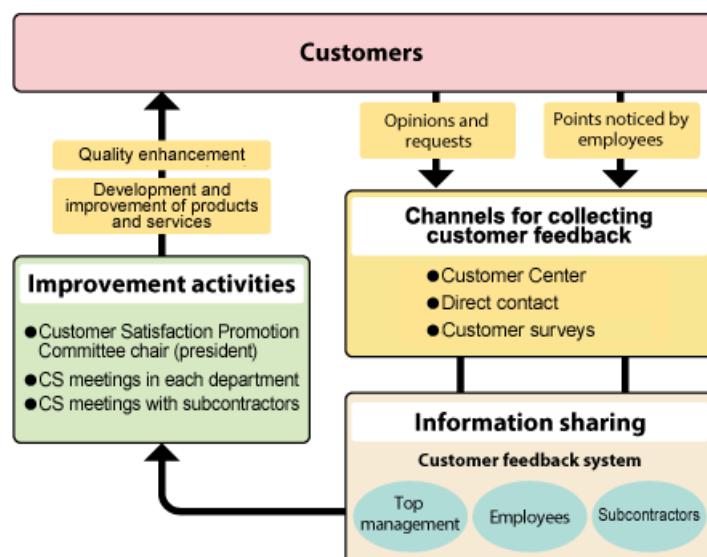 Customers
Opinions and
requests
Points noticed by
employees
Quality enhancement
Development and
improvement of products
and services
Channels for collecting
customer feedback
●Customer Center
●Direct contact
●Customer surveys
Improvement activities
●Customer Satisfaction Promotion
Committee chair (president)
●CS meetings in each department
●CS meetings with subcontractors
Information sharing
Customer feedback system
Top
management
Employees
Subcontractors